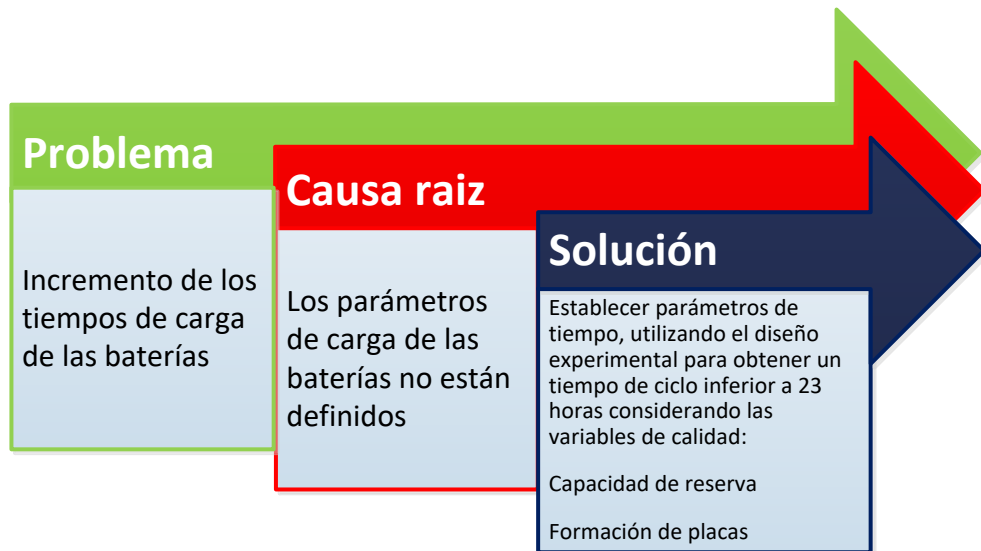 Problema
Incremento de los
tiempos de carga
de las baterías
Causa raiz
Los parámetros
de carga de las
baterías no están
definidos
Solución
Establecer parámetros de
tiempo, utilizando el diseño
experimental para obtener un
tiempo de ciclo inferior a 23
horas considerando las
variables de calidad:
Capacidad de reserva
Formación de placas